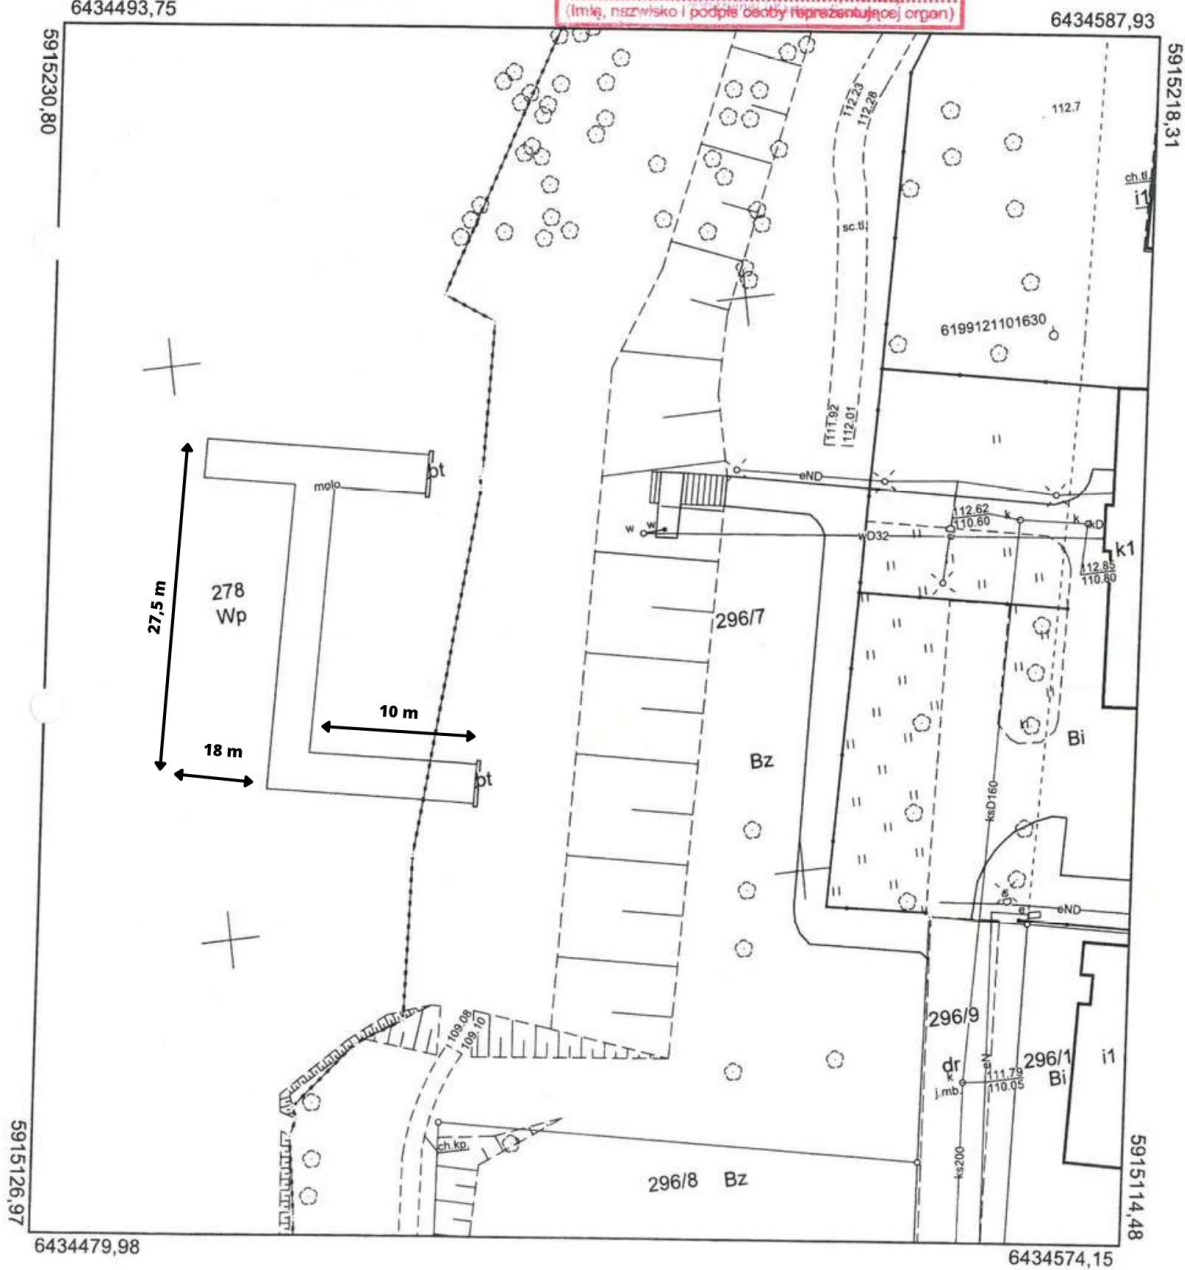 6434493,75
(Imię, nazwisko i podpis osoby reprezentującej organ)
6434587,93
5915230,80
5915218,31
112.23
112.28
112.7
ch.tl.
i1
sc.tl.
6199121101630
111.92
112.01
pt
molo
eND
w
w
wD32
112.62
110.60
k
k
kD
k1
112.85
110.80
278
Wp
27,5 m
296/7
10 m
18 m
pt
Bz
Bi
ksD160
e
eND
109.08
109.10
296/9
dr
k
j.mb.
eN
111.79
110.05
296/1
Bi
i1
ch.kp.
296/8 Bz
ks200
5915126,97
5915114,48
6434479,98
6434574,15